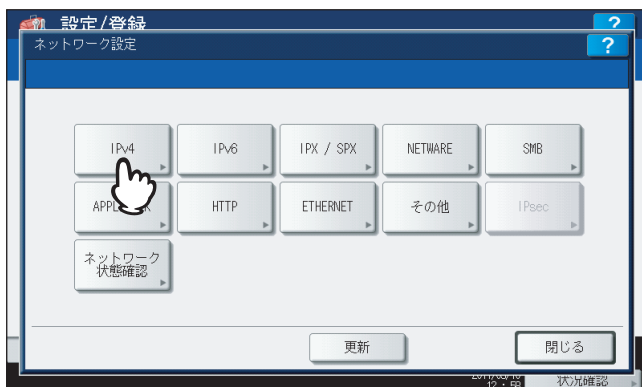 設定/登録
?
ネットワーク設定
?
IPv4
IPv6
IPX / SPX
NETWARE
SMB
HTTP
ETHERNET
その他
IPsec
ネットワーク
状態確認
更新
閉じる
状況確認